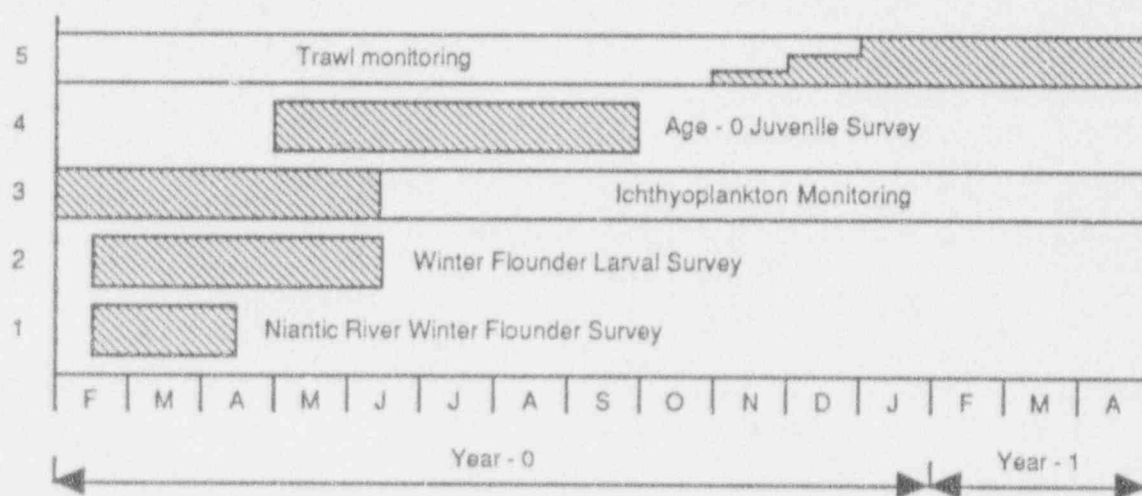 5 Trawl monitoring
4 Age - 0 Juvenile Survey
3 Ichthyoplankton Monitoring
2 Winter Flounder Larval Survey
1 Niantic River Winter Flounder Survey
F M A M J J A S O N D J F M A
Year - 0 Year - 1